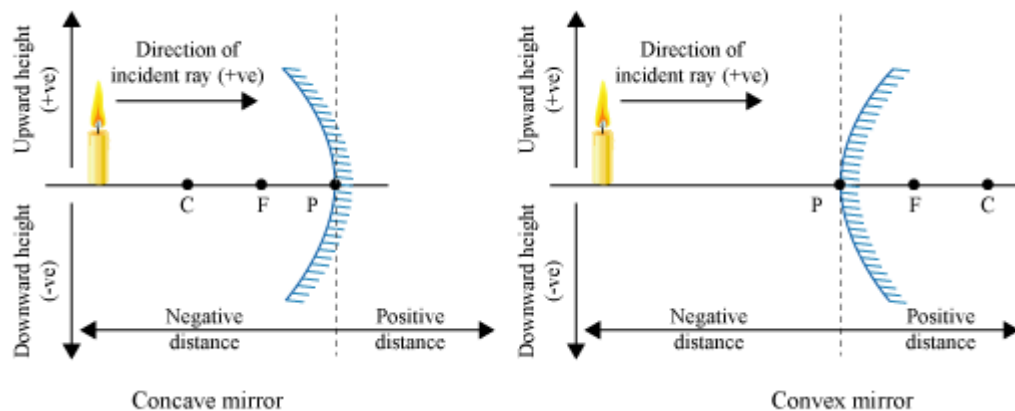 Upward height
(+ve)
Downward height
(-ve)
Direction of
incident ray (+ve)
C
F
P
Negative
distance
Positive
distance
Concave mirror
Upward height
(+ve)
Downward height
(-ve)
Direction of
incident ray (+ve)
P
F
C
Negative
distance
Positive
distance
Convex mirror